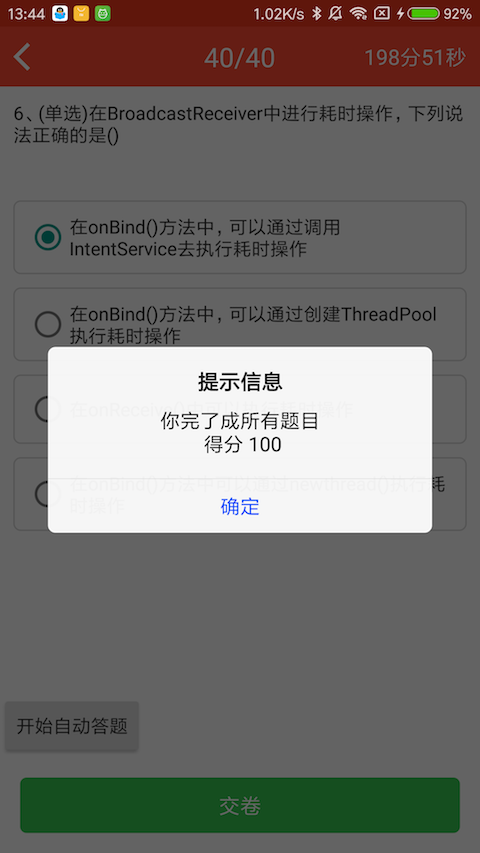 13:44
1.02K/s
92%
40/40
198分51秒
6、(单选)在BroadcastReceiver中进行耗时操作，下列说
法正确的是()
在onBind()方法中，可以通过调用
IntentService去执行耗时操作
在onBind()方法中，可以通过创建ThreadPool
执行耗时操作
提示信息
你完了成所有题目
得分 100
在onBind()方法中可以通过newthread()执行耗
时操作
确定
开始自动答题
交卷